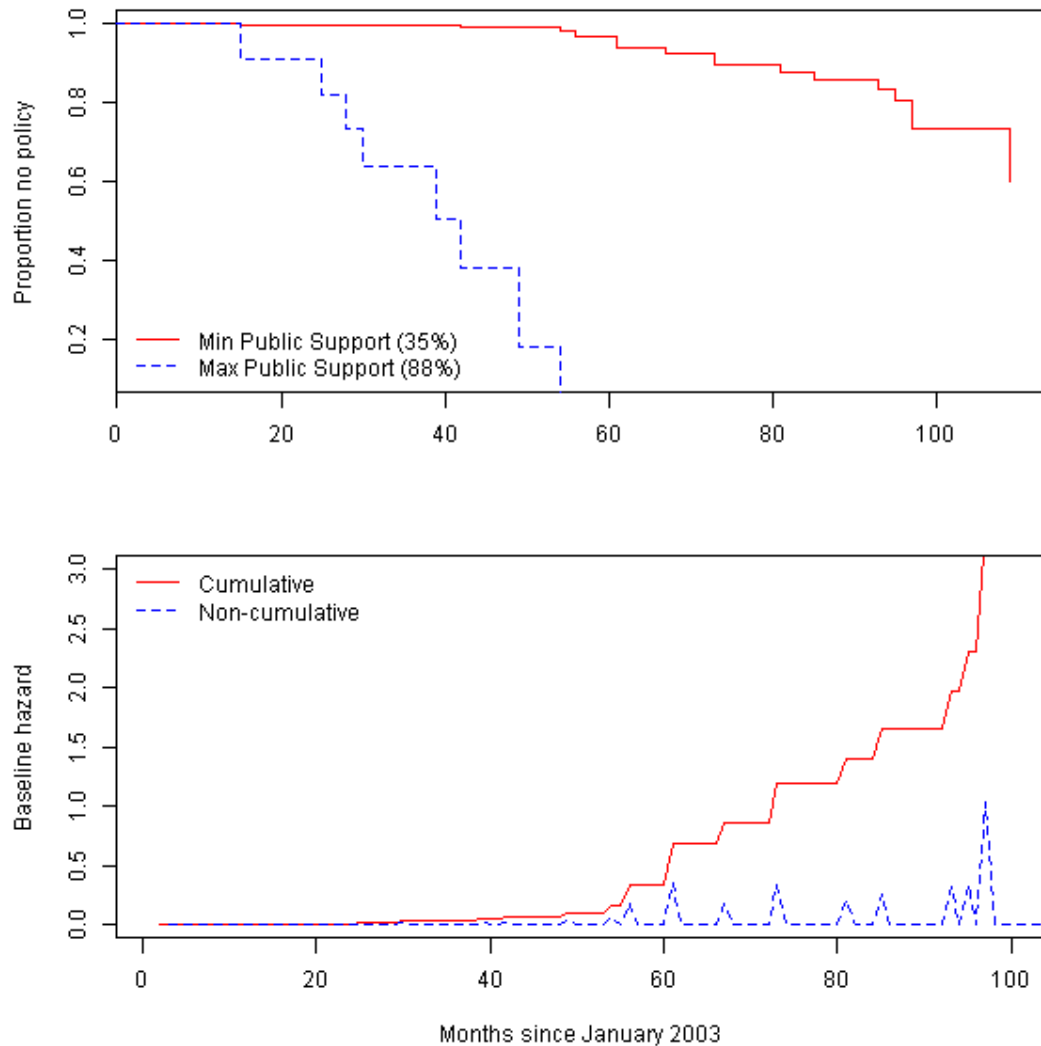 Proportion no policy
1.0
0.8
0.6
0.4
0.2
Min Public Support (35%)
Max Public Support (88%)
0 20 40 60 80 100
Baseline hazard
3.0
2.5
2.0
1.5
1.0
0.5
0.0
Cumulative
Non-cumulative
0 20 40 60 80 100
Months since January 2003